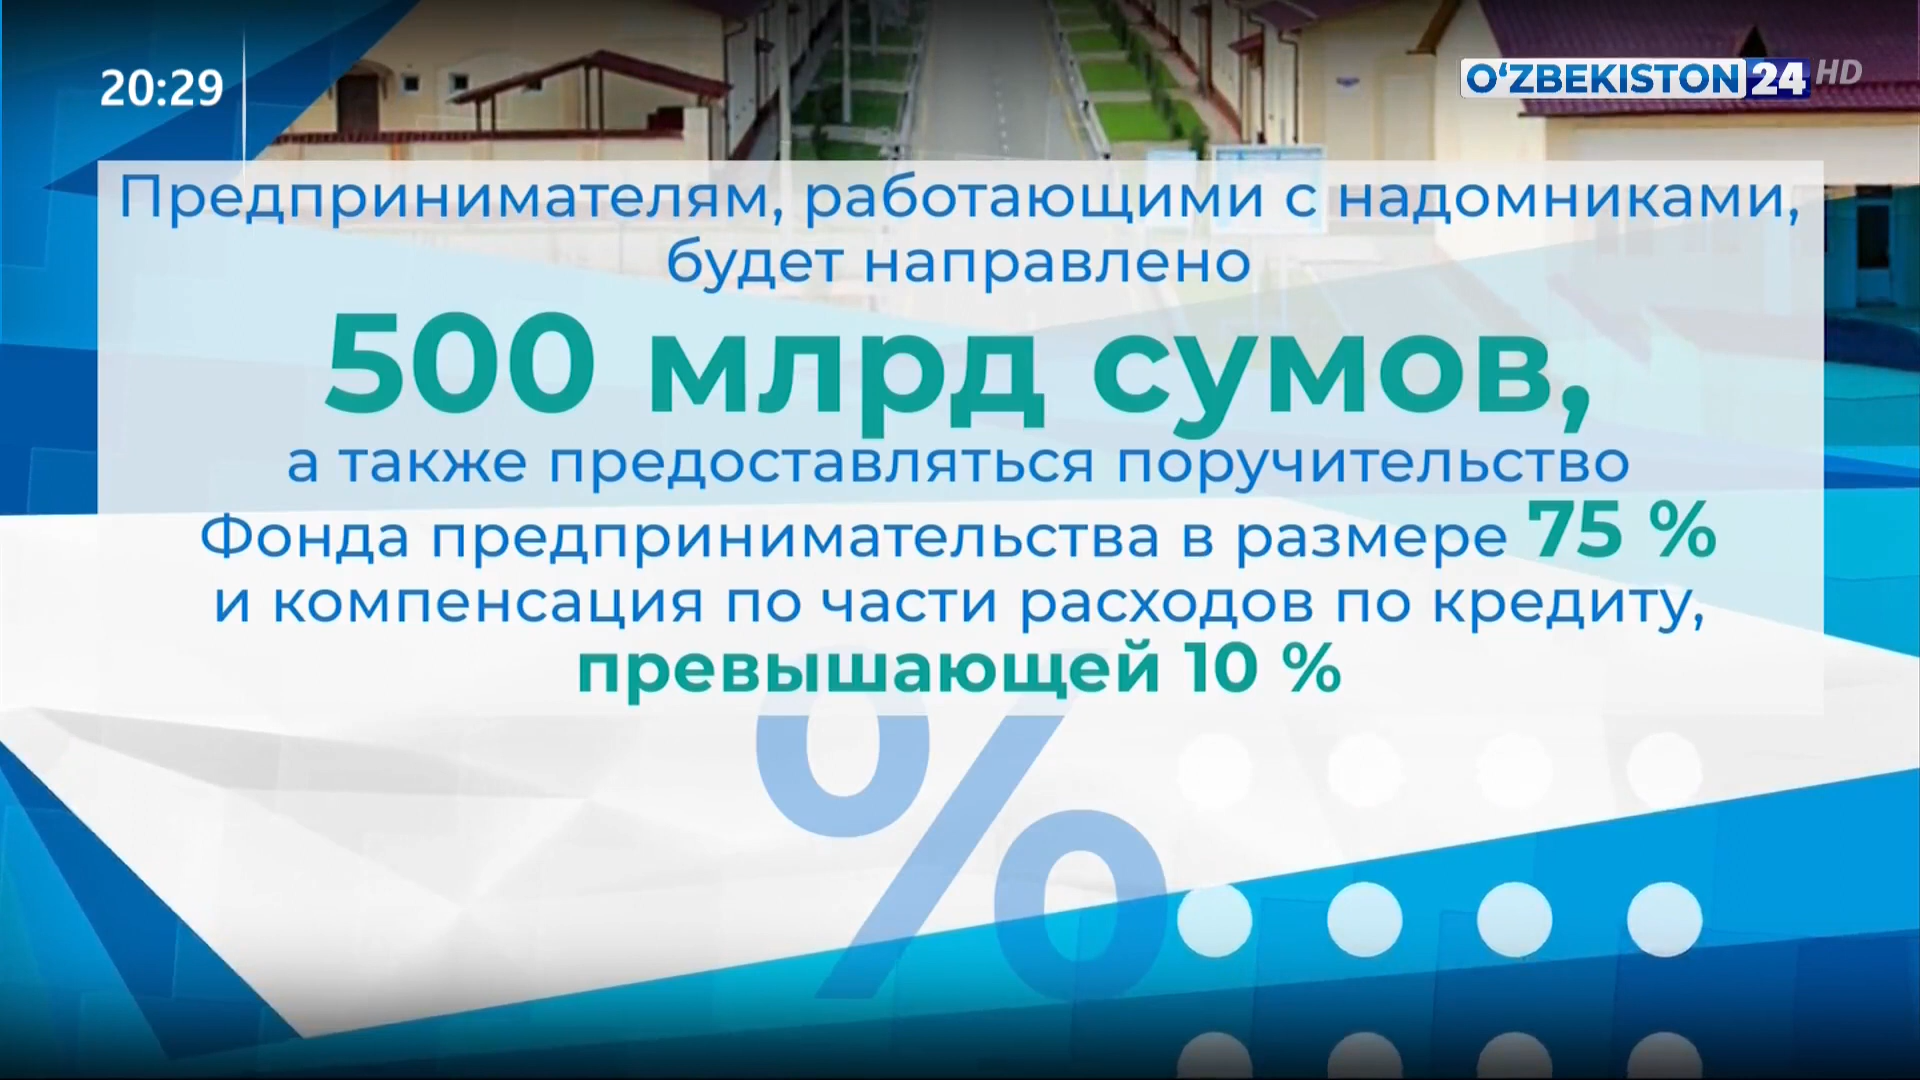 20:29
O‘ZBEKISTON 24 HD
Предпринимателям, работающими с надомниками,
будет направлено
500 млрд сумов,
а также предоставляться поручительство
Фонда предпринимательства в размере 75 %
и компенсация по части расходов по кредиту,
превышающей 10 %
%